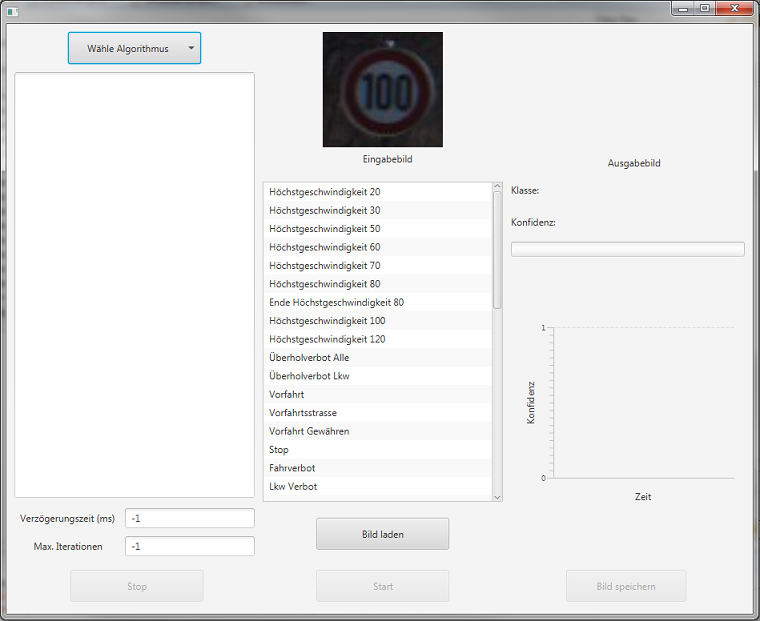 Wähle Algorithmus
100
Eingabebild
Ausgabebild
Höchstgeschwindigkeit 20
Höchstgeschwindigkeit 30
Höchstgeschwindigkeit 50
Höchstgeschwindigkeit 60
Höchstgeschwindigkeit 70
Höchstgeschwindigkeit 80
Ende Höchstgeschwindigkeit 80
Höchstgeschwindigkeit 100
Höchstgeschwindigkeit 120
Überholverbot Alle
Überholverbot Lkw
Vorfahrt
Vorfahrtsstrasse
Vorfahrt Gewähren
Stop
Fahrverbot
Lkw Verbot
Klasse:
Konfidenz:
1
Konfidenz
0
Zeit
Verzögerungszeit (ms) -1
Max. Iterationen -1
Bild laden
Stop
Start
Bild speichern